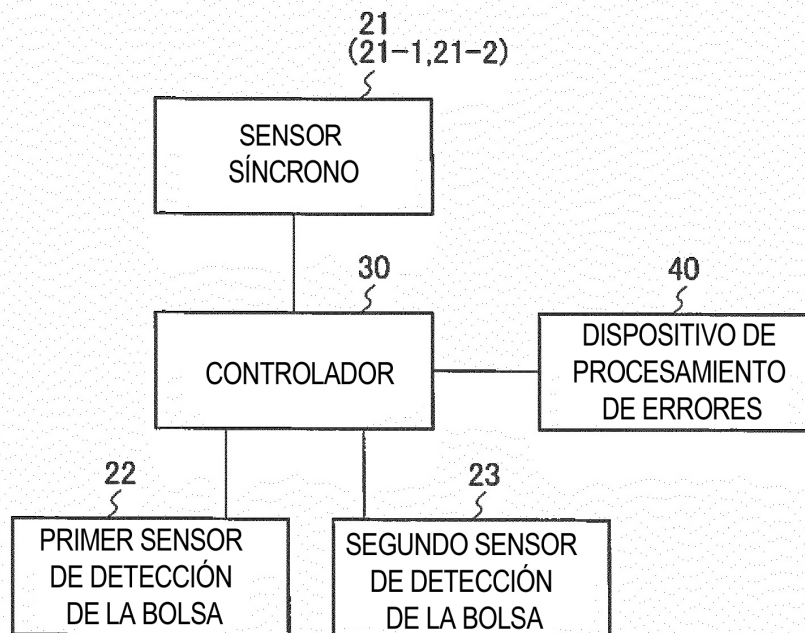 21
(21-1,21-2)
SENSOR
SÍNCRONO
30
CONTROLADOR
40
DISPOSITIVO DE
PROCESAMIENTO
DE ERRORES
22
PRIMER SENSOR
DE DETECCIÓN
DE LA BOLSA
23
SEGUNDO SENSOR
DE DETECCIÓN
DE LA BOLSA